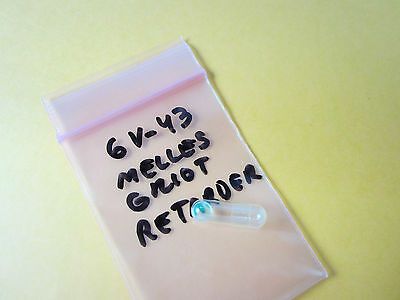 6V-43
MELLES
GRIOT
RETARDER